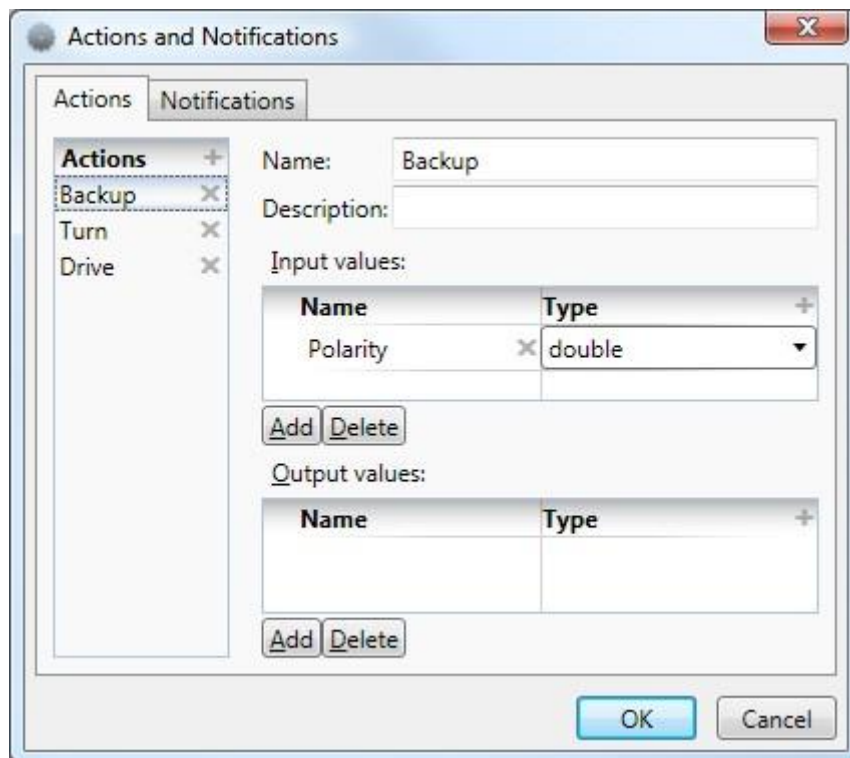 Actions and Notifications
Actions Notifications
Actions
Backup
Turn
Drive
Name: Backup
Description:
Input values:
Name Type
Polarity double
Add Delete
Output values:
Name Type
Add Delete
OK Cancel